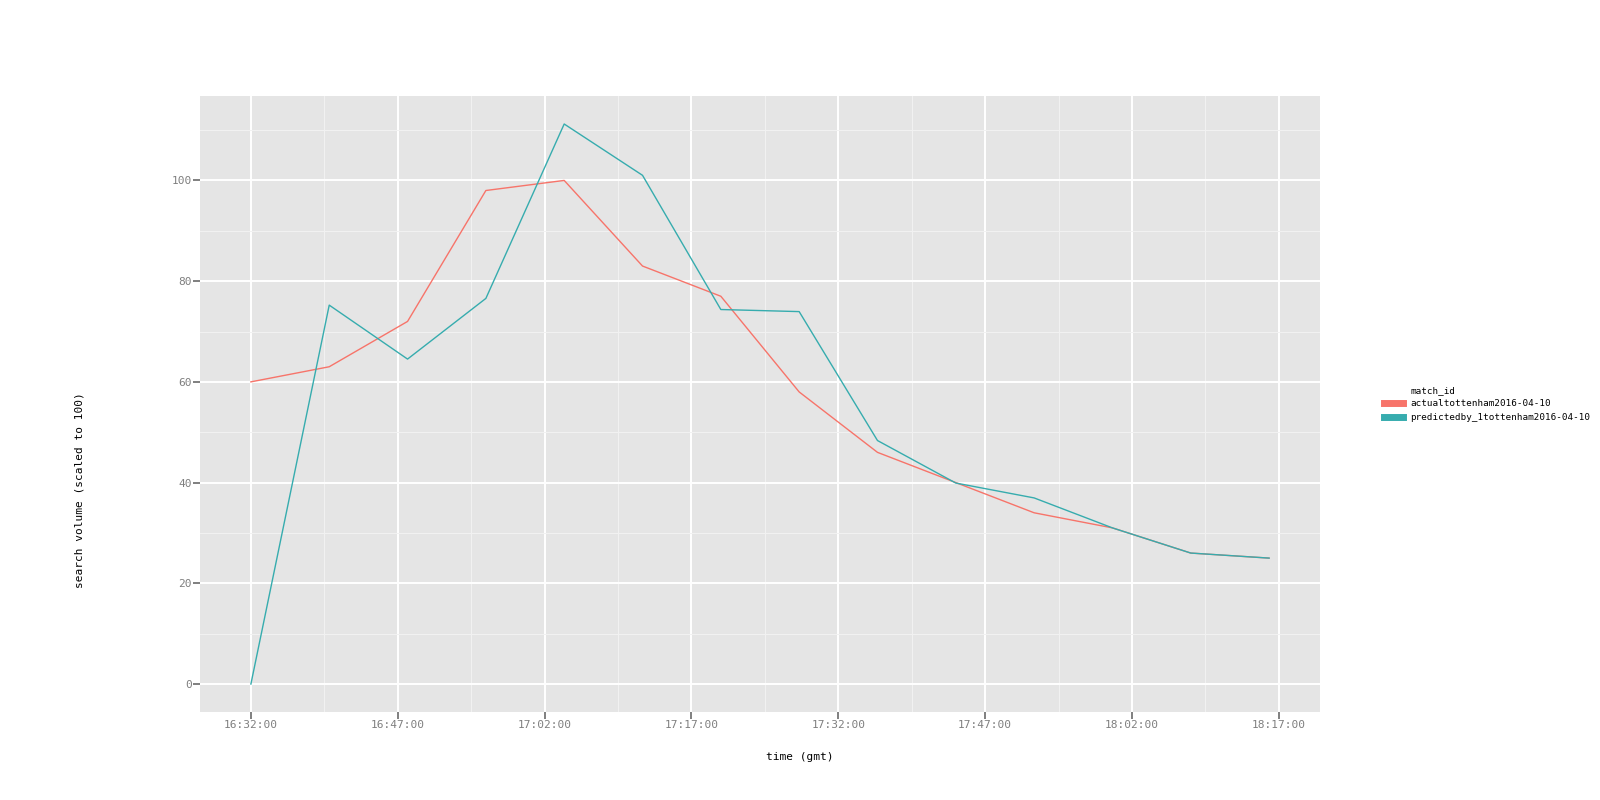 search volume (scaled to 100)
100
80
60
40
20
0
16:32:00 16:47:00 17:02:00 17:17:00 17:32:00 17:47:00 18:02:00 18:17:00
time (gmt)
match_id
actualtottenham2016-04-10
predictedby_1tottenham2016-04-10